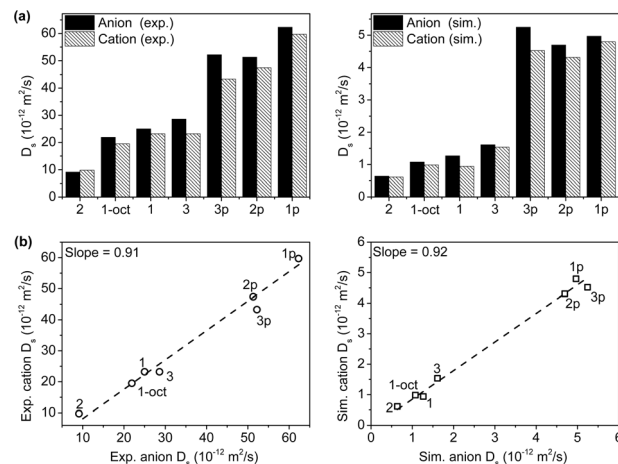 (a)
Anion (exp.)
Cation (exp.)
60
50
40
30
20
10
0
Dₛ (10⁻¹² m²/s)
2 1-oct 1 3 3p 2p 1p
Anion (sim.)
Cation (sim.)
5
4
3
2
1
0
Dₛ (10⁻¹² m²/s)
2 1-oct 1 3 3p 2p 1p
(b)
Slope = 0.91
60
50
40
30
20
10
Exp. cation Dₛ (10⁻¹² m²/s)
1p
2p
3p
1
3
1-oct
2
10 20 30 40 50 60
Exp. anion Dₛ (10⁻¹² m²/s)
Slope = 0.92
6
5
4
3
2
1
0
Sim. cation Dₛ (10⁻¹² m²/s)
1p
2p
3p
3
1-oct
1
2
0 1 2 3 4 5 6
Sim. anion Dₛ (10⁻¹² m²/s)